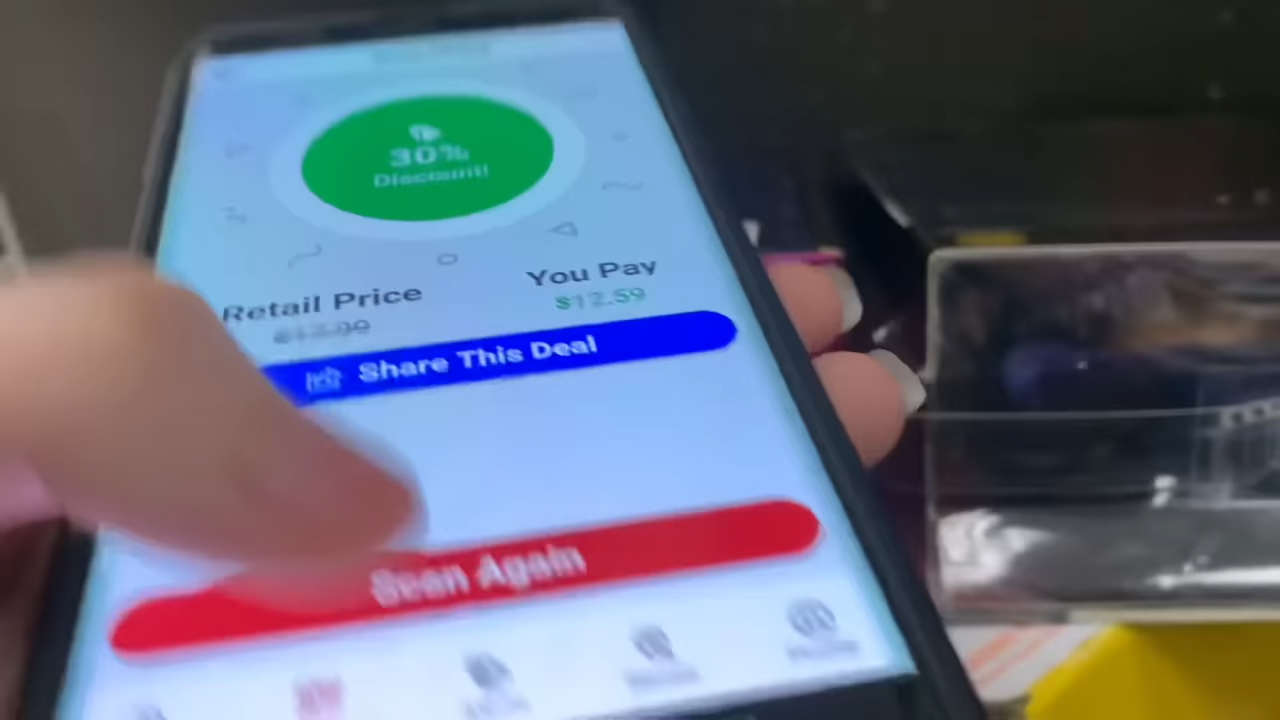 30%
Discount!
Retail Price
You Pay
$12.59
Share This Deal
Scan Again